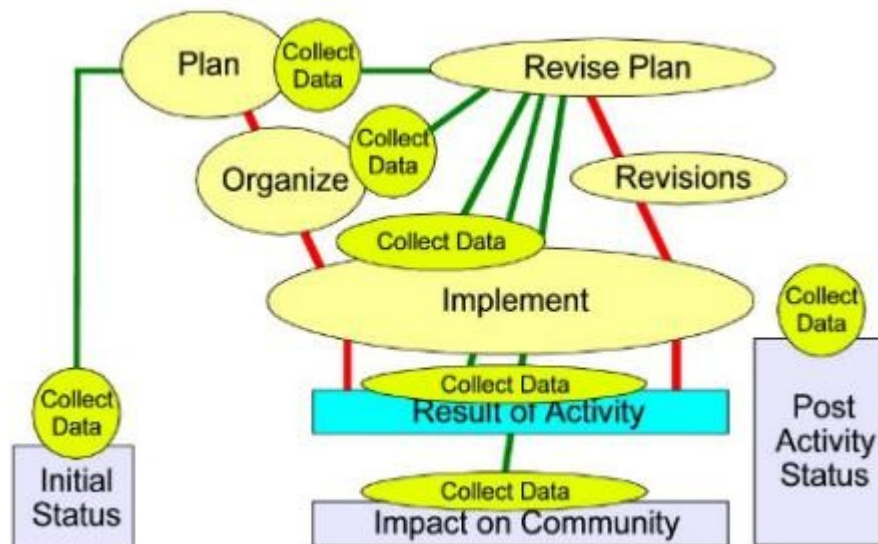 Plan
Collect
Data
Revise Plan
Collect
Data
Organize
Revisions
Collect Data
Implement
Collect
Data
Collect Data
Result of Activity
Collect
Data
Post
Activity
Status
Initial
Status
Collect Data
Impact on Community